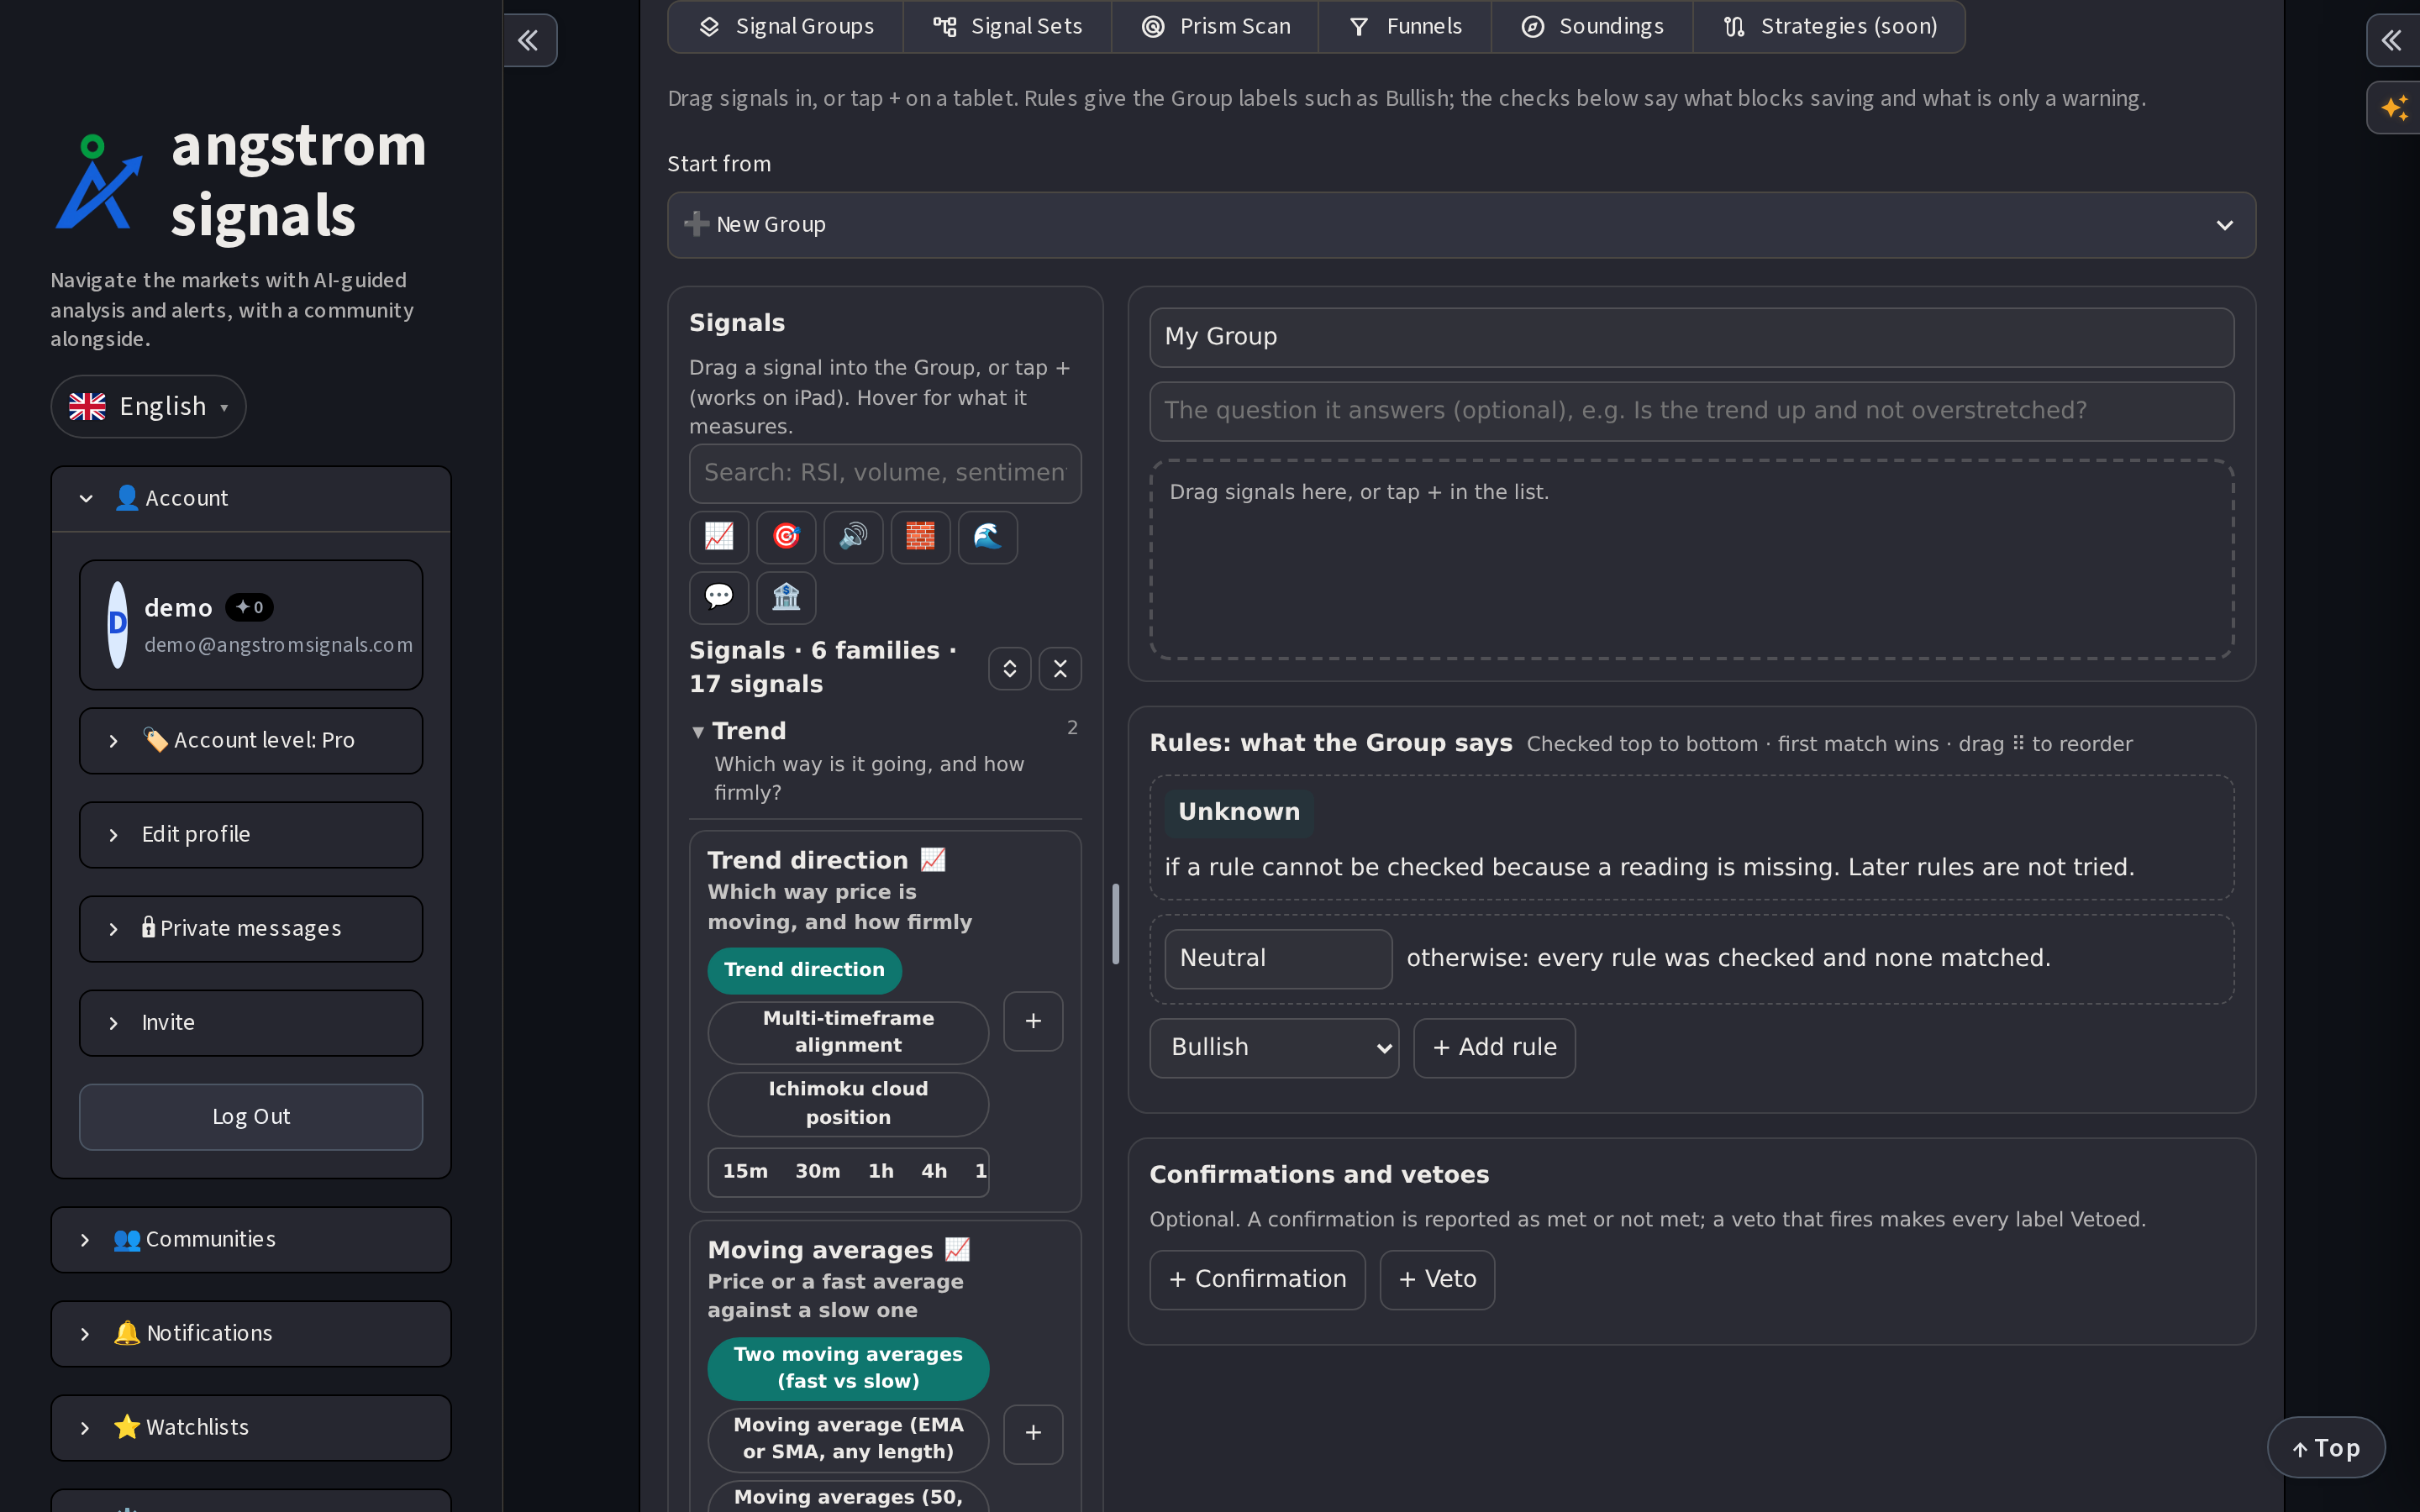 Signal Groups
Signal Sets
Prism Scan
Funnels
Soundings
Strategies (soon)
angstrom
signals
Navigate the markets with AI-guided
analysis and alerts, with a community
alongside.
English
Account
D
demo
✦ 0
demo@angstromsignals.com
Account level: Pro
Edit profile
Private messages
Invite
Log Out
Communities
Notifications
Watchlists
Drag signals in, or tap + on a tablet. Rules give the Group labels such as Bullish; the checks below say what blocks saving and what is only a warning.
Start from
➕ New Group
Signals
Drag a signal into the Group, or tap +
(works on iPad). Hover for what it
measures.
Search: RSI, volume, sentiment
Signals · 6 families ·
17 signals
▾ Trend
2
Which way is it going, and how
firmly?
Trend direction
Which way price is
moving, and how firmly
Trend direction
Multi-timeframe
alignment
Ichimoku cloud
position
+
15m 30m 1h 4h 1
Moving averages
Price or a fast average
against a slow one
Two moving averages
(fast vs slow)
Moving average (EMA
or SMA, any length)
+
Moving averages (50,
My Group
The question it answers (optional), e.g. Is the trend up and not overstretched?
Drag signals here, or tap + in the list.
Rules: what the Group says Checked top to bottom · first match wins · drag ⠿ to reorder
Unknown
if a rule cannot be checked because a reading is missing. Later rules are not tried.
Neutral otherwise: every rule was checked and none matched.
Bullish
+ Add rule
Confirmations and vetoes
Optional. A confirmation is reported as met or not met; a veto that fires makes every label Vetoed.
+ Confirmation
+ Veto
↑ Top